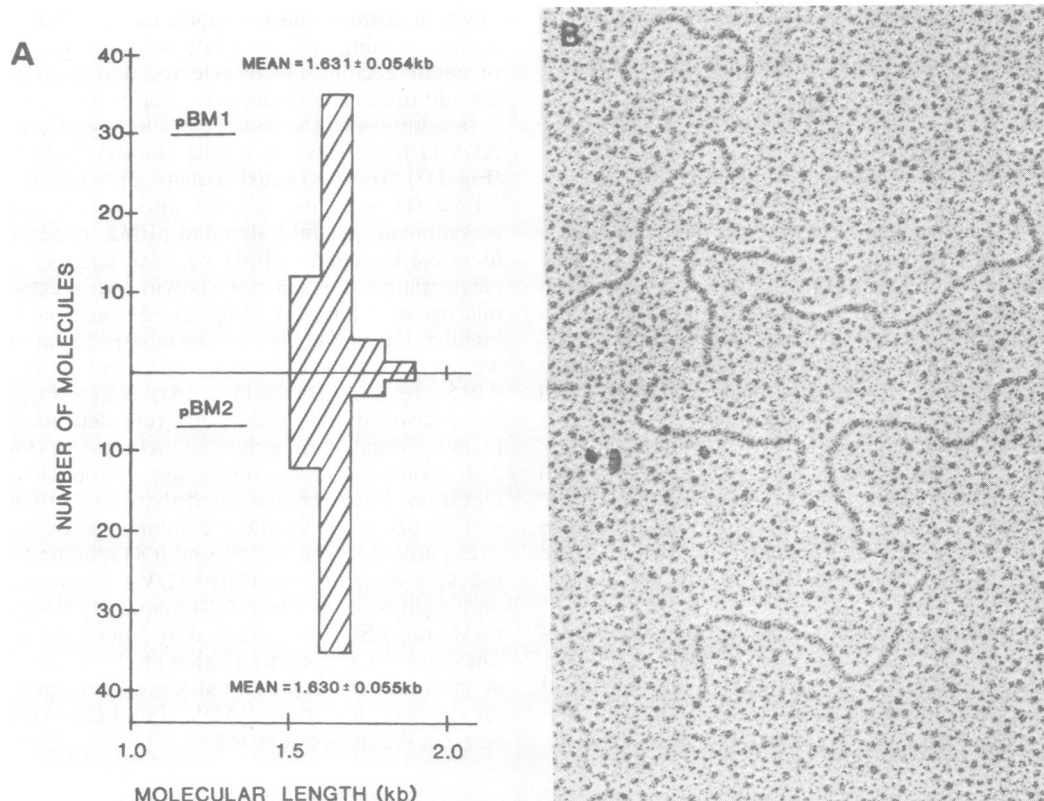 A
40
MEAN = 1.631 ± 0.054kb
30
pBM1
20
10
NUMBER OF MOLECULES
pBM2
10
20
30
40
MEAN = 1.630 ± 0.055kb
1.0
1.5
2.0
MOLECULAR LENGTH (kb)
B